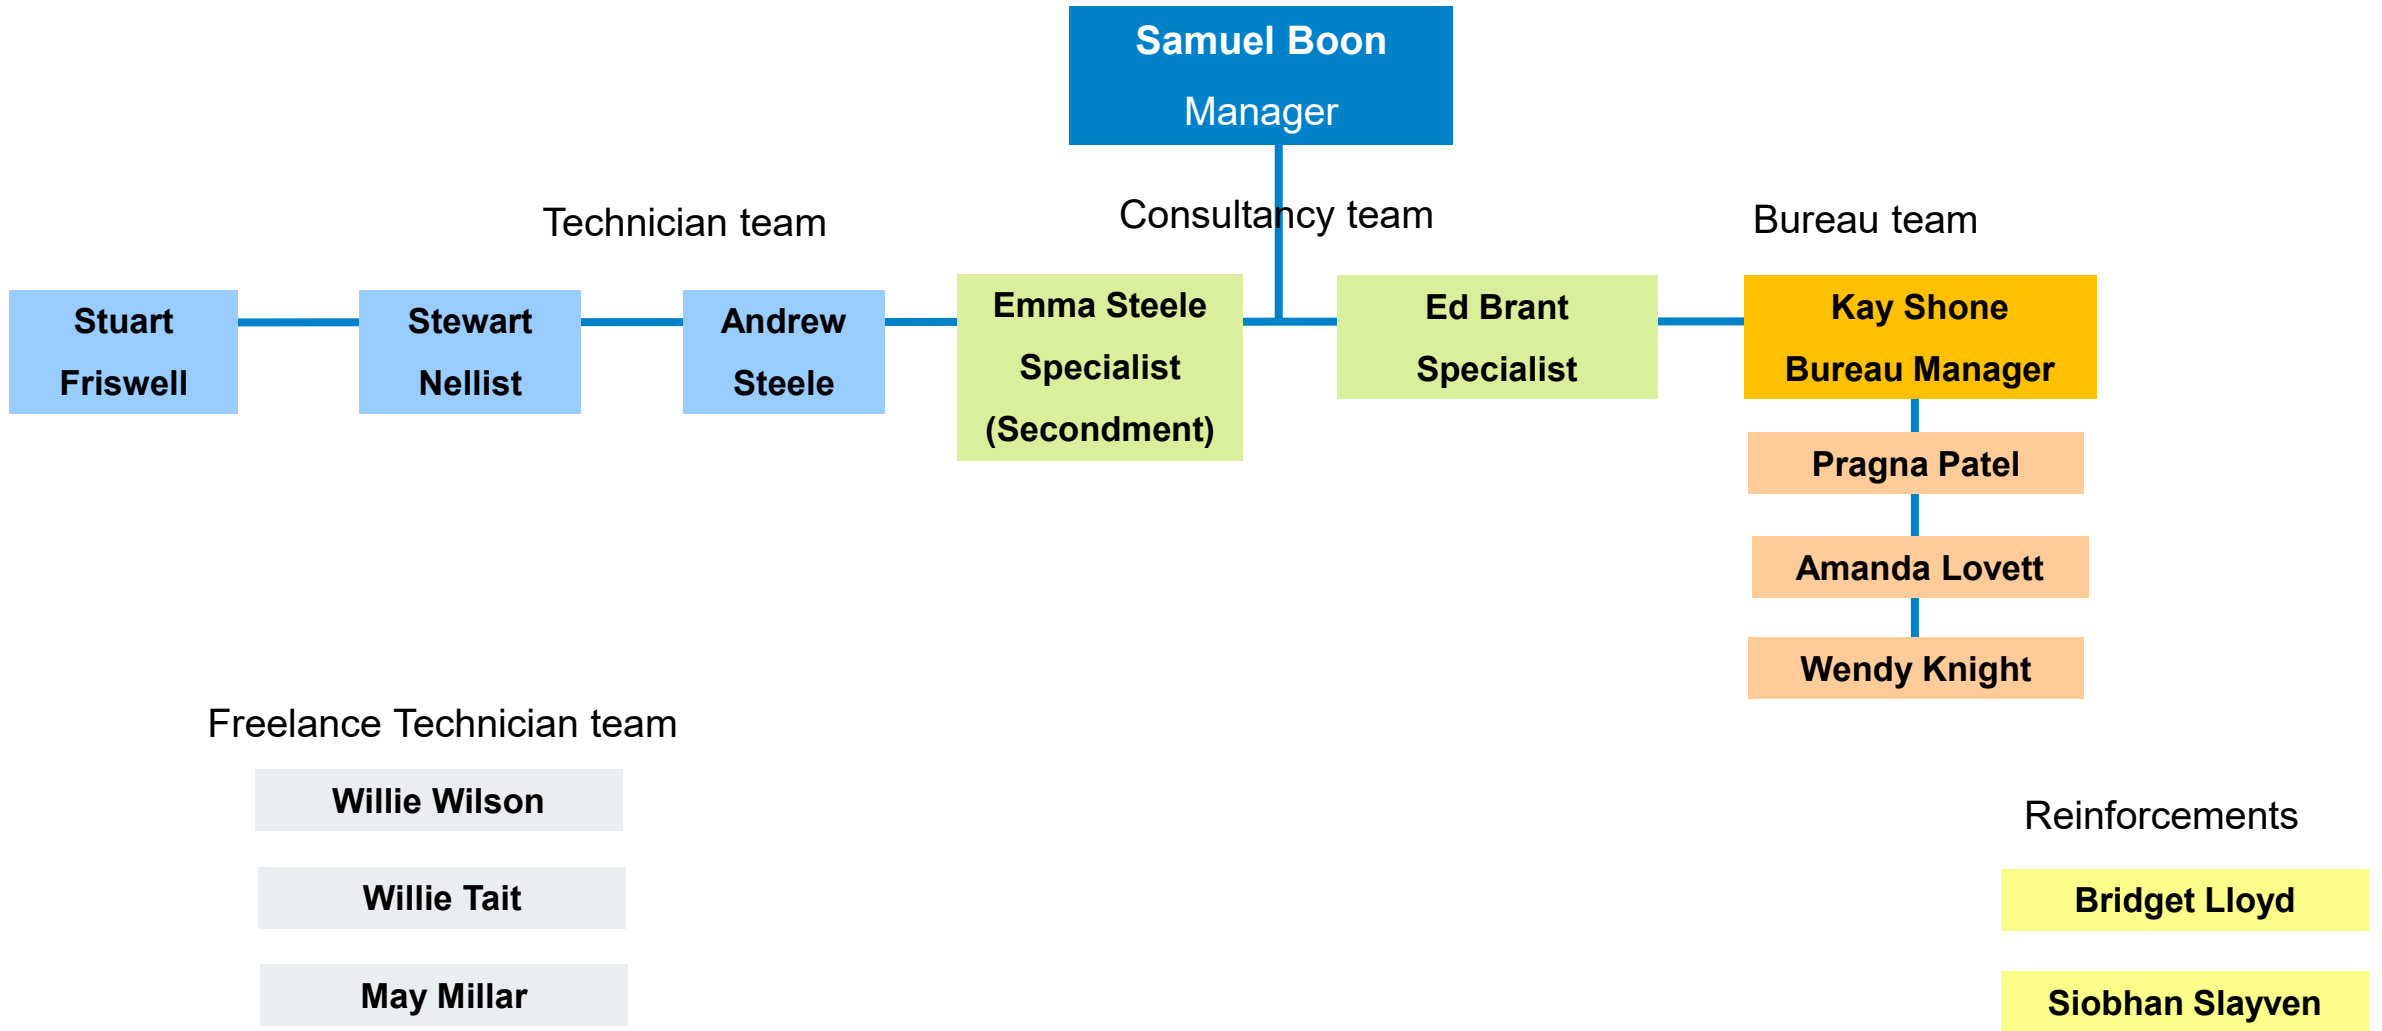 Samuel Boon
Manager
Technician team
Consultancy team
Bureau team
Stuart
Friswell
Stewart
Nellist
Andrew
Steele
Emma Steele
Specialist
(Secondment)
Ed Brant
Specialist
Kay Shone
Bureau Manager
Pragna Patel
Amanda Lovett
Wendy Knight
Freelance Technician team
Willie Wilson
Willie Tait
May Millar
Reinforcements
Bridget Lloyd
Siobhan Slayven